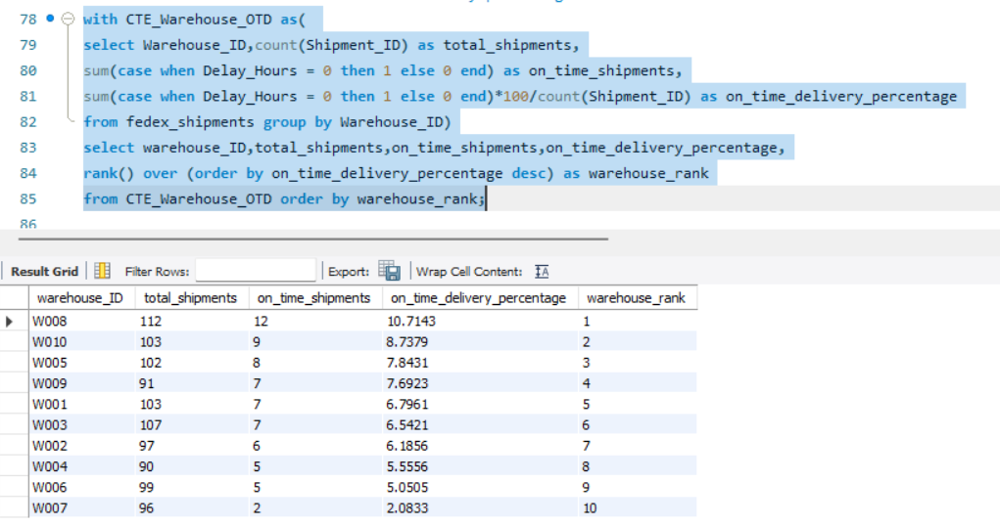 78 with CTE_Warehouse_OTD as(
79 select Warehouse_ID,count(Shipment_ID) as total_shipments,
80 sum(case when Delay_Hours = 0 then 1 else 0 end) as on_time_shipments,
81 sum(case when Delay_Hours = 0 then 1 else 0 end)*100/count(Shipment_ID) as on_time_delivery_percentage
82 from fedex_shipments group by Warehouse_ID)
83 select warehouse_ID,total_shipments,on_time_shipments,on_time_delivery_percentage,
84 rank() over (order by on_time_delivery_percentage desc) as warehouse_rank
85 from CTE_Warehouse_OTD order by warehouse_rank;
86
Result Grid Filter Rows: Export: Wrap Cell Content: IA
warehouse_ID total_shipments on_time_shipments on_time_delivery_percentage warehouse_rank
W008 112 12 10.7143 1
W010 103 9 8.7379 2
W005 102 8 7.8431 3
W009 91 7 7.6923 4
W001 103 7 6.7961 5
W003 107 7 6.5421 6
W002 97 6 6.1856 7
W004 90 5 5.5556 8
W006 99 5 5.0505 9
W007 96 2 2.0833 10